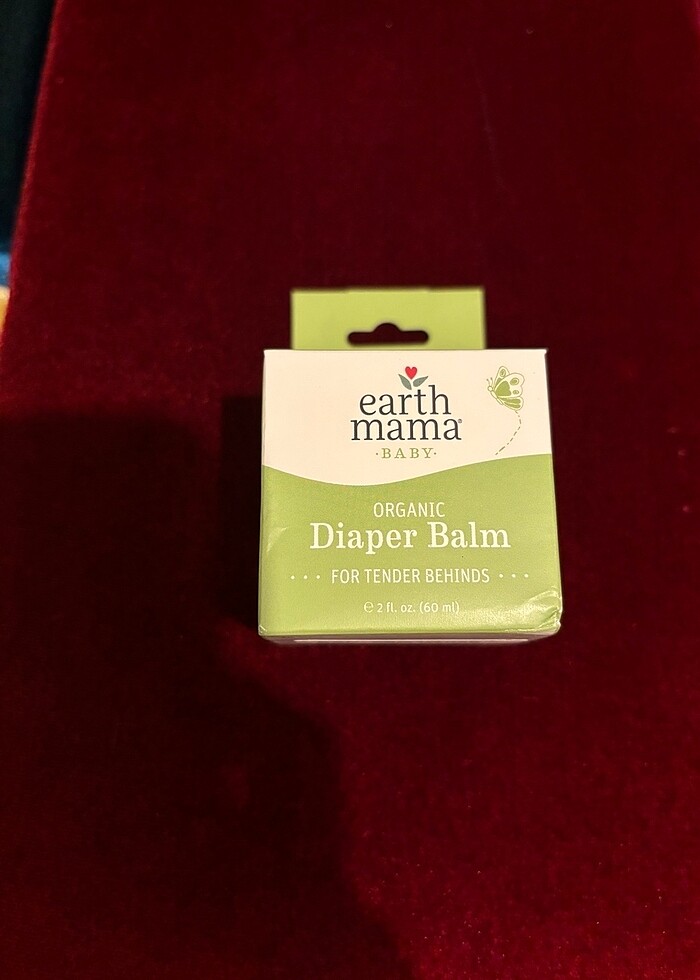 earth
mama®
·BABY·
ORGANIC
Diaper Balm
··· FOR TENDER BEHINDS ···
℮ 2 fl. oz. (60 ml)